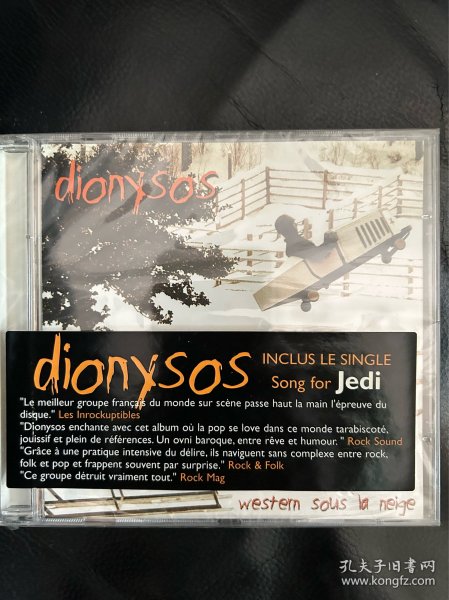 dionysos
dionysos
INCLUS LE SINGLE
Song for Jedi
"Le meilleur groupe français du monde sur scène passe haut la main l'épreuve du
disque." Les Inrockuptibles
"Dionysos enchante avec cet album où la pop se love dans ce monde tarabiscoté,
jouissif et plein de références. Un ovni baroque, entre rêve et humour. " Rock Sound
"Grâce à une pratique intensive du délire, ils naviguent sans complexe entre rock,
folk et pop et frappent souvent par surprise." Rock & Folk
"Ce groupe détruit vraiment tout." Rock Mag
western sous la neige
孔夫子旧书网
www.kongfz.com